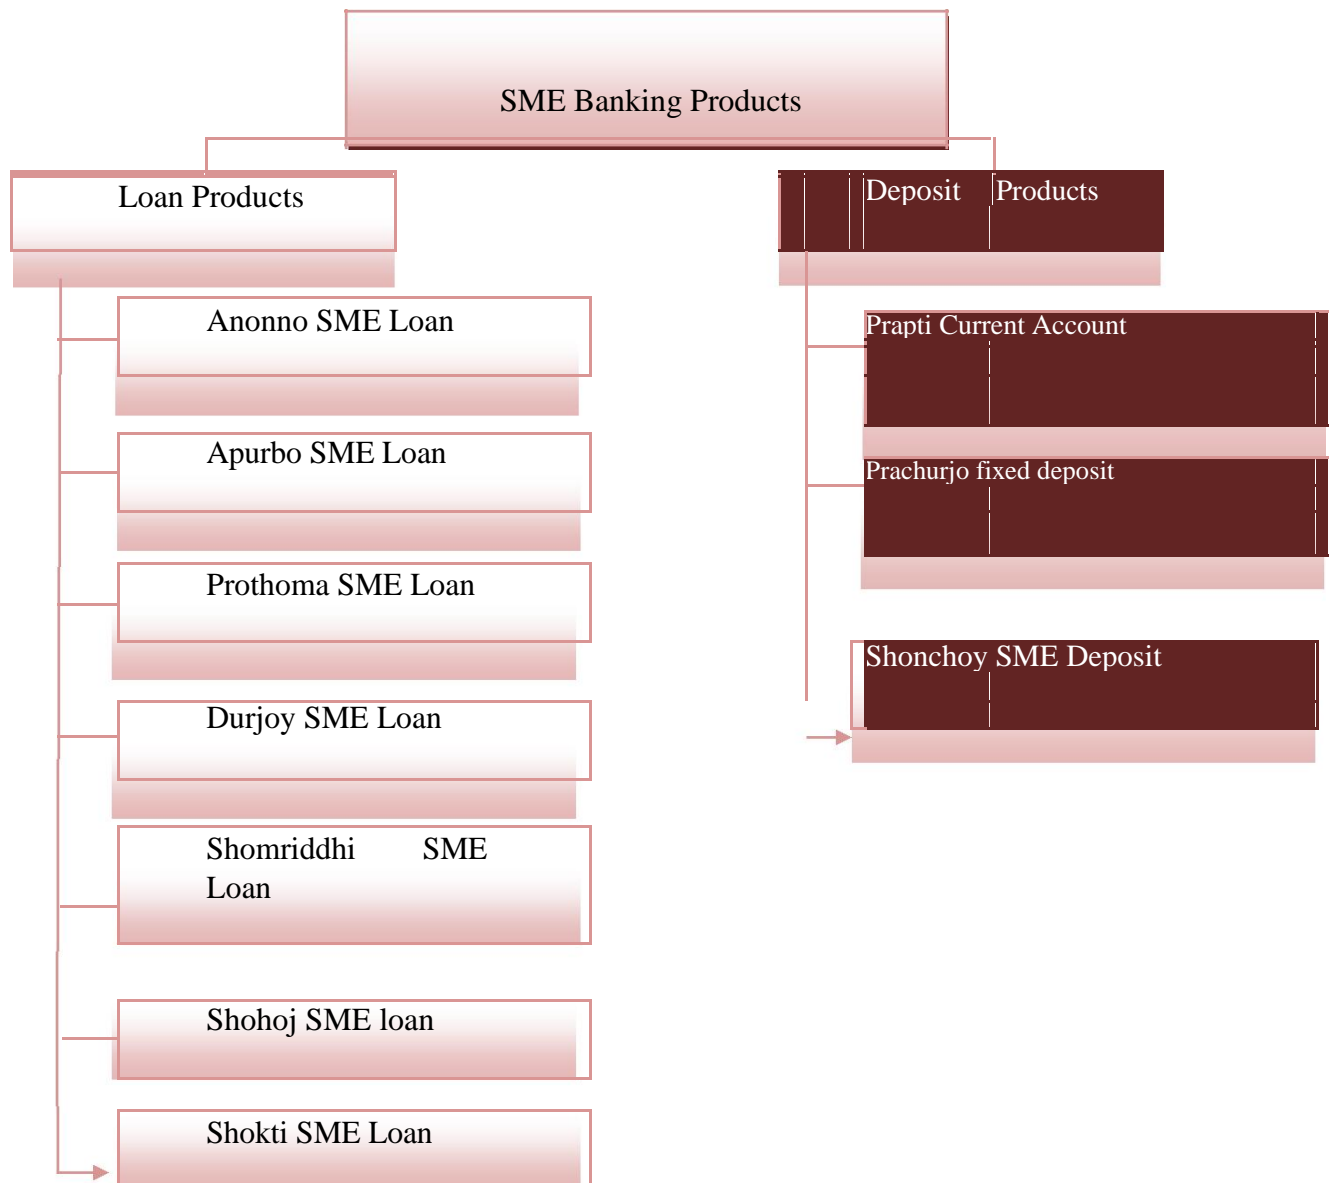 SME Banking Products
Loan Products
Anonno SME Loan
Apurbo SME Loan
Prothoma SME Loan
Durjoy SME Loan
Shomriddhi SME
Loan
Shohoj SME loan
Shokti SME Loan
Deposit Products
Prapti Current Account
Prachurjo fixed deposit
Shonchoy SME Deposit